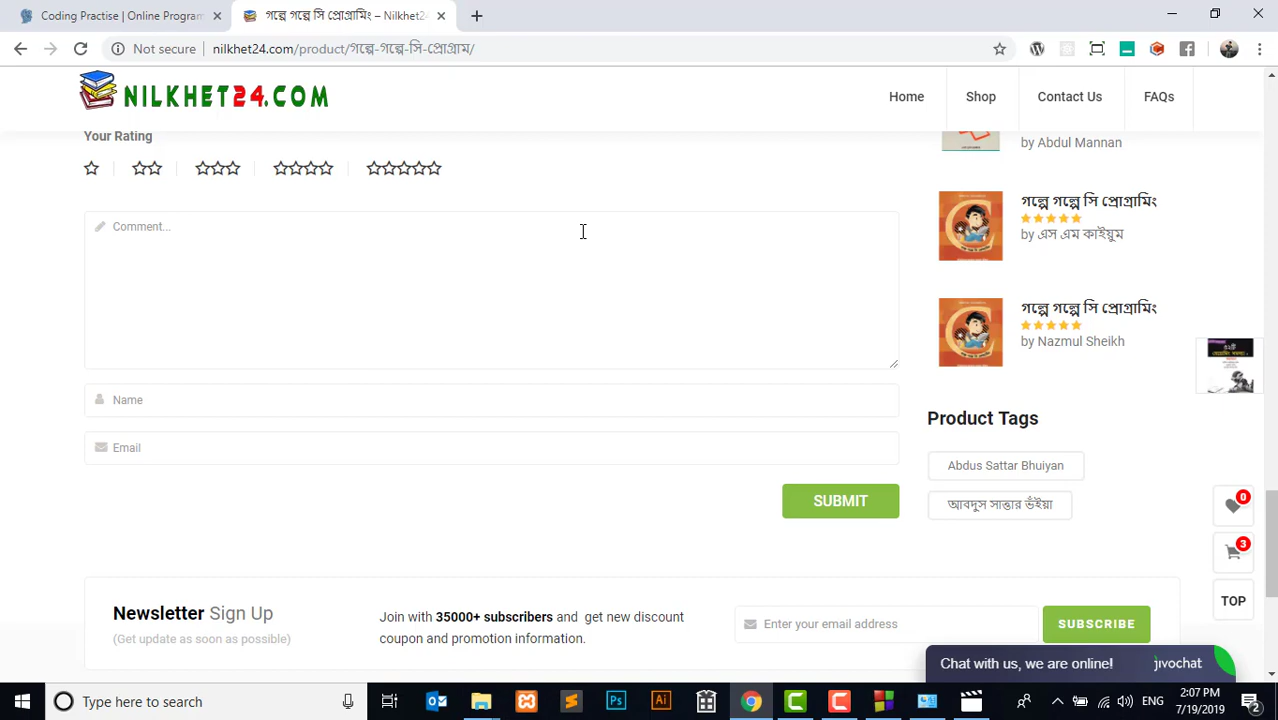 Coding Practise | Online Program
গল্পে গল্পে সি প্রোগ্রামিং – Nilkhet24
Not secure
nilkhet24.com/product/গল্পে-গল্পে-সি-প্রোগ্রাম/
NILKHET24.COM
Home
Shop
Contact Us
FAQs
Your Rating
by Abdul Mannan
Comment...
গল্পে গল্পে সি প্রোগ্রামিং
by এস এম কাইয়ুম
গল্পে গল্পে সি প্রোগ্রামিং
by Nazmul Sheikh
Name
Product Tags
Email
Abdus Sattar Bhuiyan
SUBMIT
আবদুস সাত্তার ভুঁইয়া
0
3
TOP
Newsletter Sign Up
(Get update as soon as possible)
Join with 35000+ subscribers and get new discount
coupon and promotion information.
Enter your email address
SUBSCRIBE
Chat with us, we are online!
jivochat
Type here to search
Ps
Ai
ENG
2:07 PM
7/19/2019
2